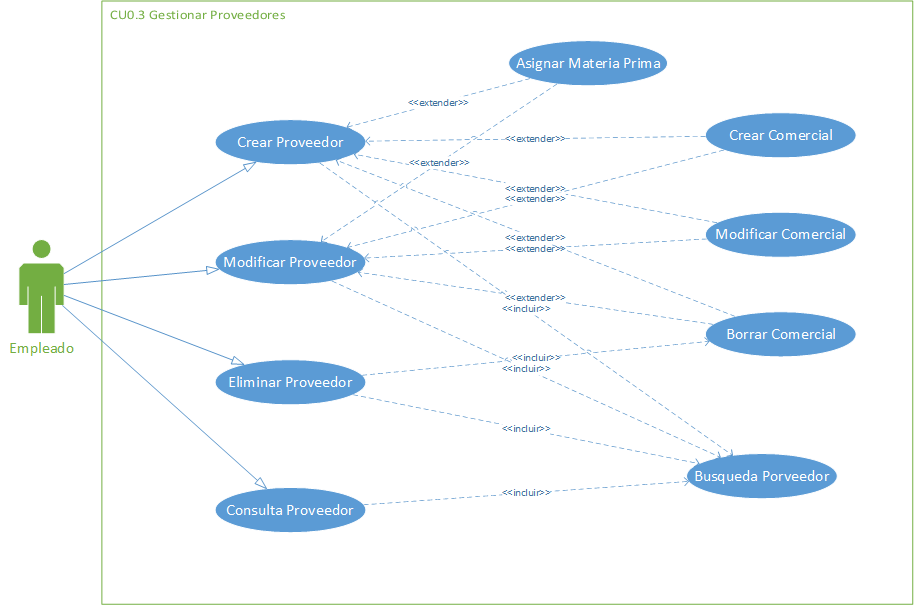 CU0.3 Gestionar Proveedores
Asignar Materia Prima
<<extender>>
Crear Comercial
<<extender>>
Crear Proveedor
<<extender>>
<<extender>>
<<extender>>
Modificar Comercial
<<extender>>
<<extender>>
Modificar Proveedor
<<extender>>
<<incluir>>
Borrar Comercial
Empleado
<<incluir>>
<<incluir>>
Eliminar Proveedor
<<incluir>>
Busqueda Porveedor
<<incluir>>
Consulta Proveedor